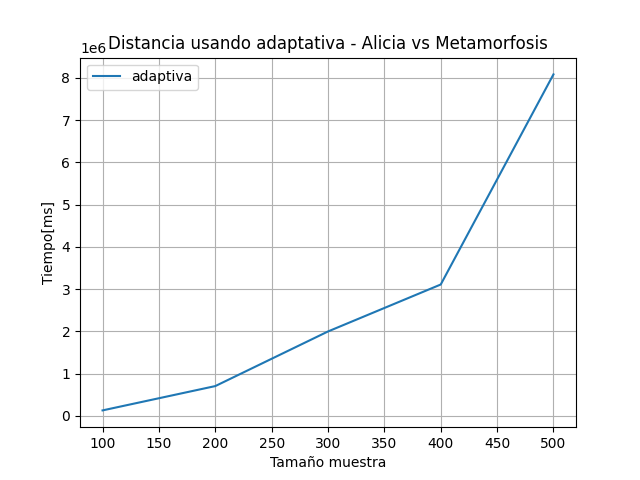 Distancia usando adaptativa - Alicia vs Metamorfosis
1e6
adaptiva
8
7
6
5
4
3
2
1
0
Tiempo[ms]
100 150 200 250 300 350 400 450 500
Tamaño muestra